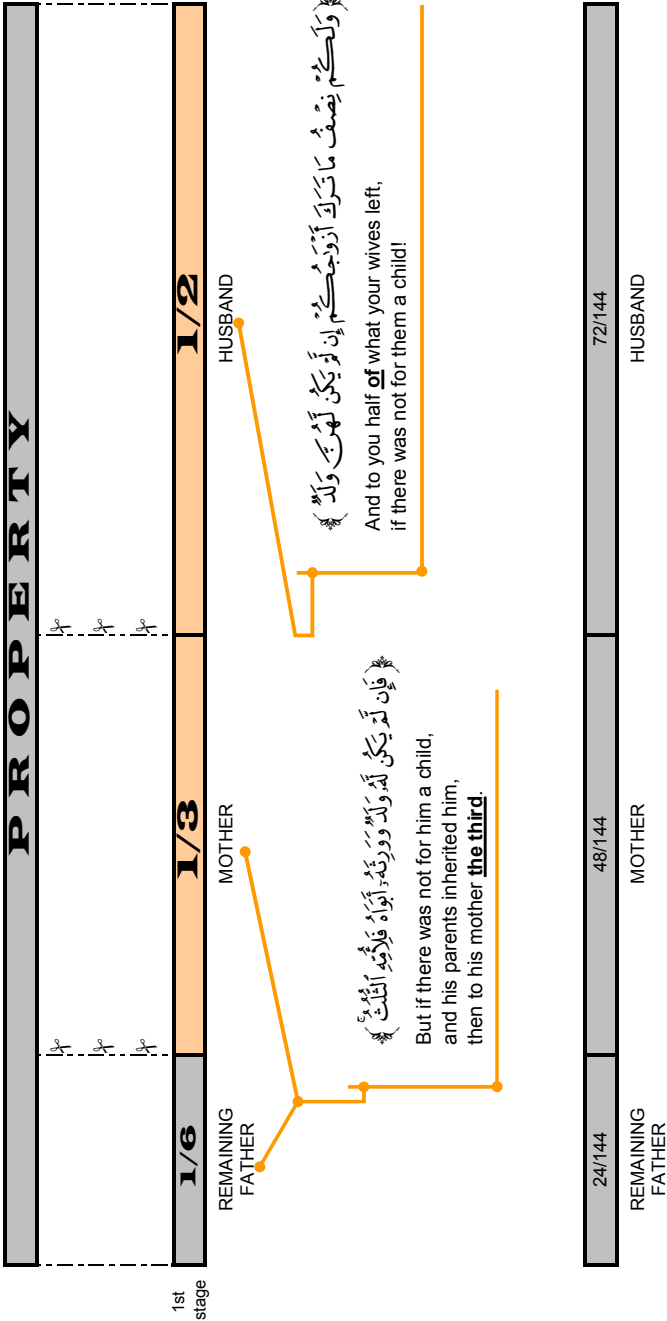 PROPERTY
1st
stage
1/6
1/3
1/2
REMAINING
FATHER
MOTHER
HUSBAND
﴿ فَإِن لَّمْ يَكُن لَّهُۥ وَلَدٌ وَوَرِثَهُۥٓ أَبَوَاهُ فَلِأُمِّهِ ٱلثُّلُثُ ﴾
But if there was not for him a child,
and his parents inherited him,
then to his mother the third.
﴿ وَلَكُمْ نِصْفُ مَا تَرَكَ أَزْوَٰجُكُمْ إِن لَّمْ يَكُن لَّهُنَّ وَلَدٌ ﴾
And to you half of what your wives left,
if there was not for them a child!
24/144
48/144
72/144
REMAINING
FATHER
MOTHER
HUSBAND